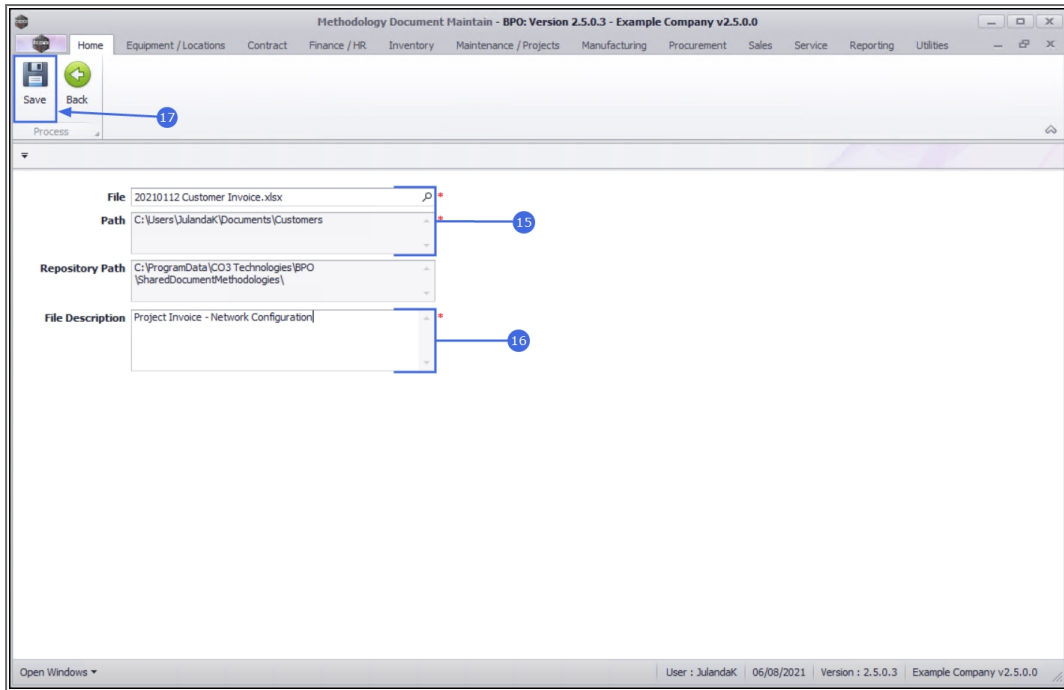 Methodology Document Maintain - BPO: Version 2.5.0.3 - Example Company v2.5.0.0
Home Equipment / Locations Contract Finance / HR Inventory Maintenance / Projects Manufacturing Procurement Sales Service Reporting Utilities
Save Back
17
Process
File 20210112 Customer Invoice.xlsx *
Path C:\Users\JulandaK\Documents\Customers *
15
Repository Path C:\ProgramData\CO3 Technologies\BPO
\SharedDocumentMethodologies\
File Description Project Invoice - Network Configuration *
16
Open Windows User : JulandaK 06/08/2021 Version : 2.5.0.3 Example Company v2.5.0.0